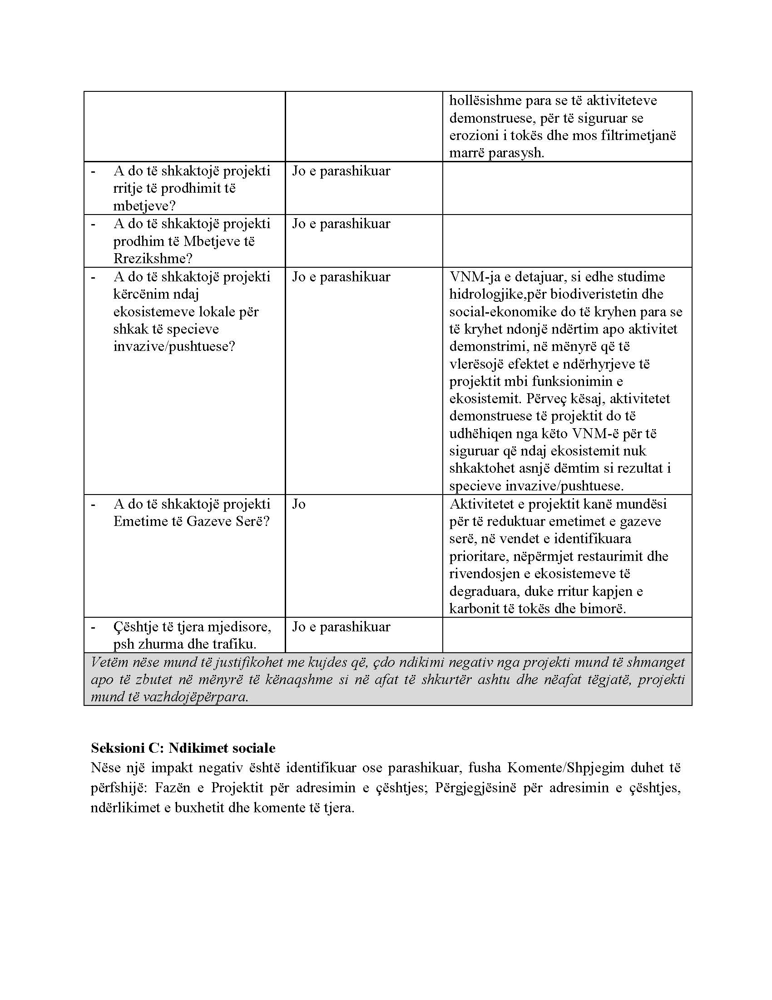 hollësishme para se të aktiviteteve
demonstruese, për të siguruar se
erozioni i tokës dhe mos filtrimetjanë
marrë parasysh.
- A do të shkaktojë projekti
rritje të prodhimit të
mbetjeve?
Jo e parashikuar
- A do të shkaktojë projekti
prodhim të Mbetjeve të
Rrezikshme?
Jo e parashikuar
- A do të shkaktojë projekti
kërcënim ndaj
ekosistemeve lokale për
shkak të specieve
invazive/pushtuese?
Jo e parashikuar
VNM-ja e detajuar, si edhe studime
hidrologjike,për biodiveristetin dhe
social-ekonomike do të kryhen para se
të kryhet ndonjë ndërtim apo aktivitet
demonstrimi, në mënyrë që të
vlerësojë efektet e ndërhyrjeve të
projektit mbi funksionimin e
ekosistemit. Përveç kësaj, aktivitetet
demonstruese të projektit do të
udhëhiqen nga këto VNM-ë për të
siguruar që ndaj ekosistemit nuk
shkaktohet asnjë dëmtim si rezultat i
specieve invazive/pushtuese.
- A do të shkaktojë projekti
Emetime të Gazeve Serë?
Jo
Aktivitetet e projektit kanë mundësi
për të reduktuar emetimet e gazeve
serë, në vendet e identifikuara
prioritare, nëpërmjet restaurimit dhe
rivendosjen e ekosistemeve të
degraduara, duke rritur kapjen e
karbonit të tokës dhe bimorë.
- Çështje të tjera mjedisore,
psh zhurma dhe trafiku.
Jo e parashikuar
Vetëm nëse mund të justifikohet me kujdes që, çdo ndikimi negativ nga projekti mund të shmanget
apo të zbutet në mënyrë të kënaqshme si në afat të shkurtër ashtu dhe nëafat tëgjatë, projekti
mund të vazhdojëpërpara.
Seksioni C: Ndikimet sociale
Nëse një impakt negativ është identifikuar ose parashikuar, fusha Komente/Shpjegim duhet të
përfshijë: Fazën e Projektit për adresimin e çështjes; Përgjegjësinë për adresimin e çështjes,
ndërlikimet e buxhetit dhe komente të tjera.